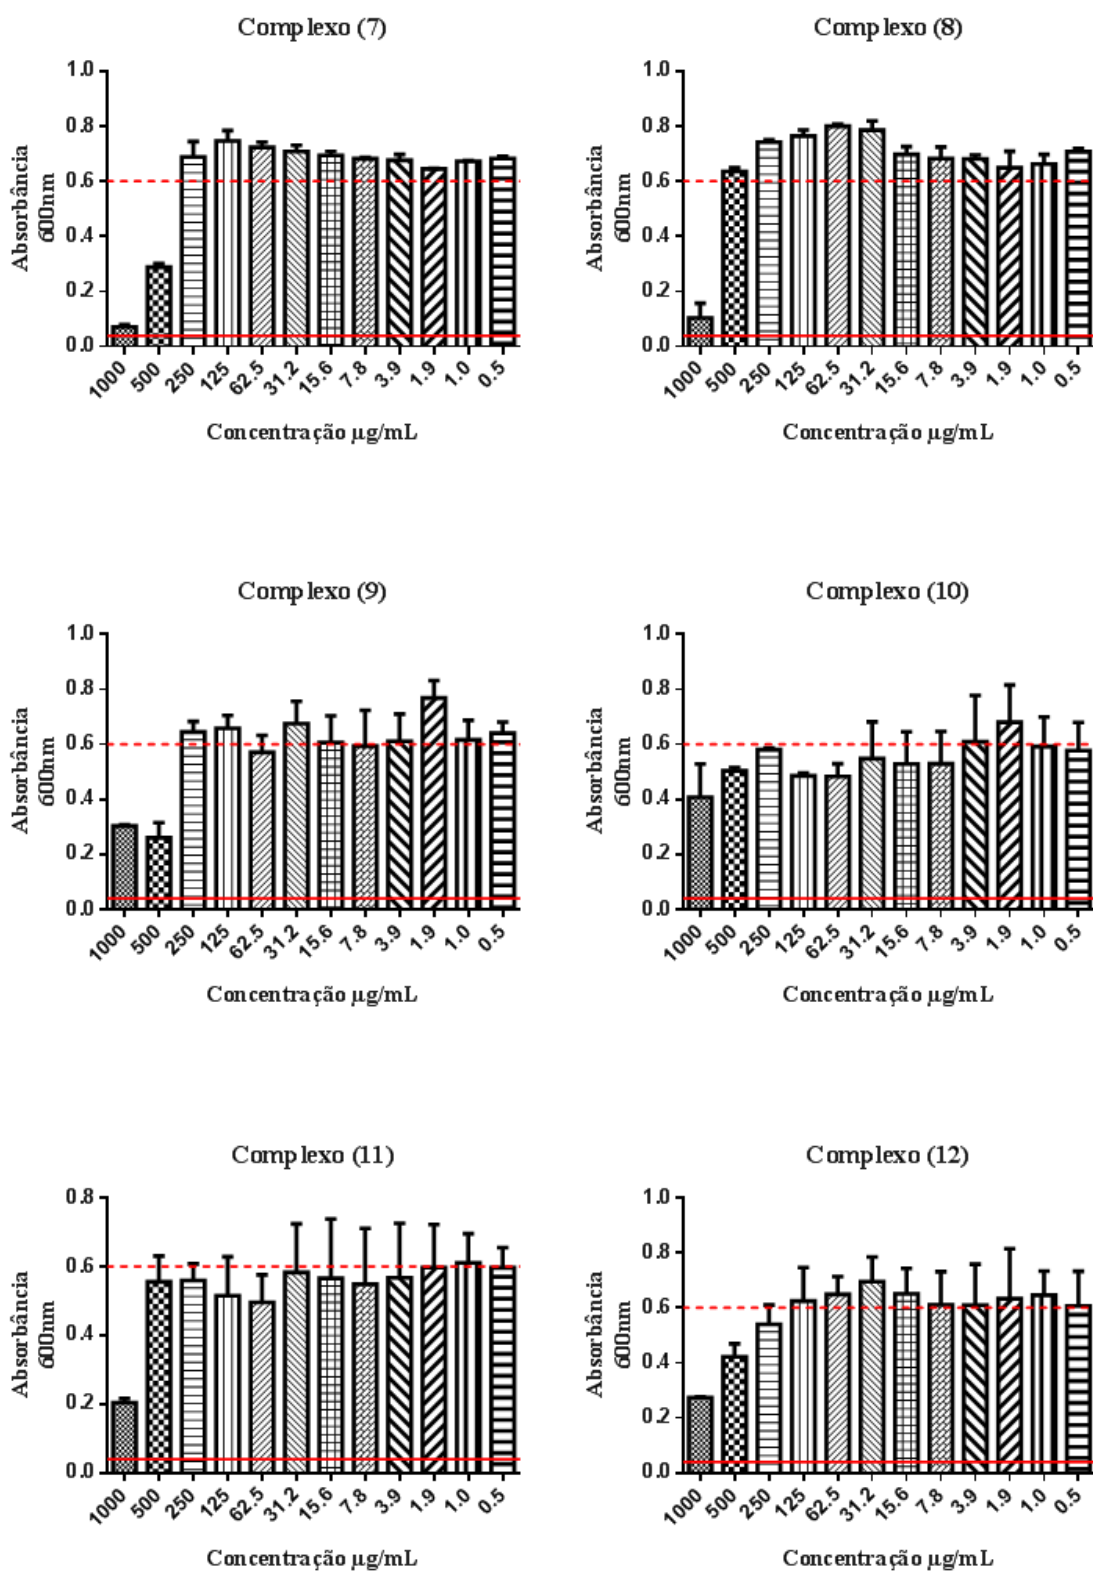 Complexo (7)
1.0
0.8
0.6
0.4
0.2
0.0
Absorbância
600nm
1000 500 250 125 62.5 31.2 15.6 7.8 3.9 1.9 1.0 0.5
Concentração µg/mL
Complexo (8)
1.0
0.8
0.6
0.4
0.2
0.0
Absorbância
600nm
1000 500 250 125 62.5 31.2 15.6 7.8 3.9 1.9 1.0 0.5
Concentração µg/mL
Complexo (9)
1.0
0.8
0.6
0.4
0.2
0.0
Absorbância
600nm
1000 500 250 125 62.5 31.2 15.6 7.8 3.9 1.9 1.0 0.5
Concentração µg/mL
Complexo (10)
1.0
0.8
0.6
0.4
0.2
0.0
Absorbância
600nm
1000 500 250 125 62.5 31.2 15.6 7.8 3.9 1.9 1.0 0.5
Concentração µg/mL
Complexo (11)
0.8
0.6
0.4
0.2
0.0
Absorbância
600nm
1000 500 250 125 62.5 31.2 15.6 7.8 3.9 1.9 1.0 0.5
Concentração µg/mL
Complexo (12)
1.0
0.8
0.6
0.4
0.2
0.0
Absorbância
600nm
1000 500 250 125 62.5 31.2 15.6 7.8 3.9 1.9 1.0 0.5
Concentração µg/mL